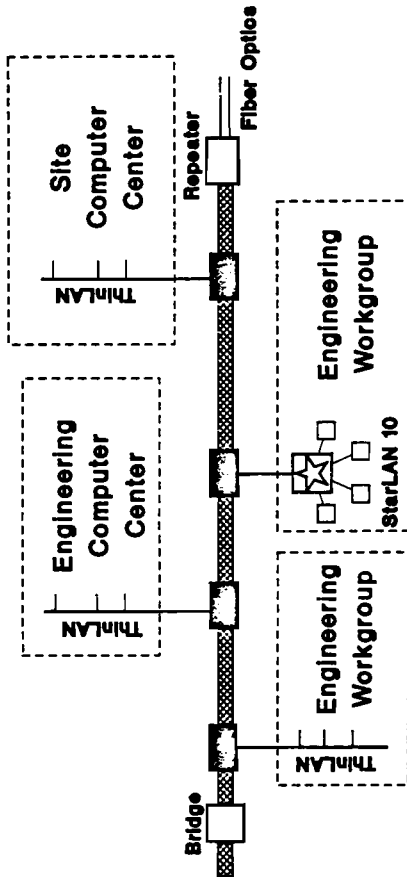 Engineering
Computer
Center
ThinLAN
Site
Computer
Center
ThinLAN
Bridge
Repeater
Fiber Optics
ThinLAN
Engineering
Workgroup
StarLAN 10
Engineering
Workgroup